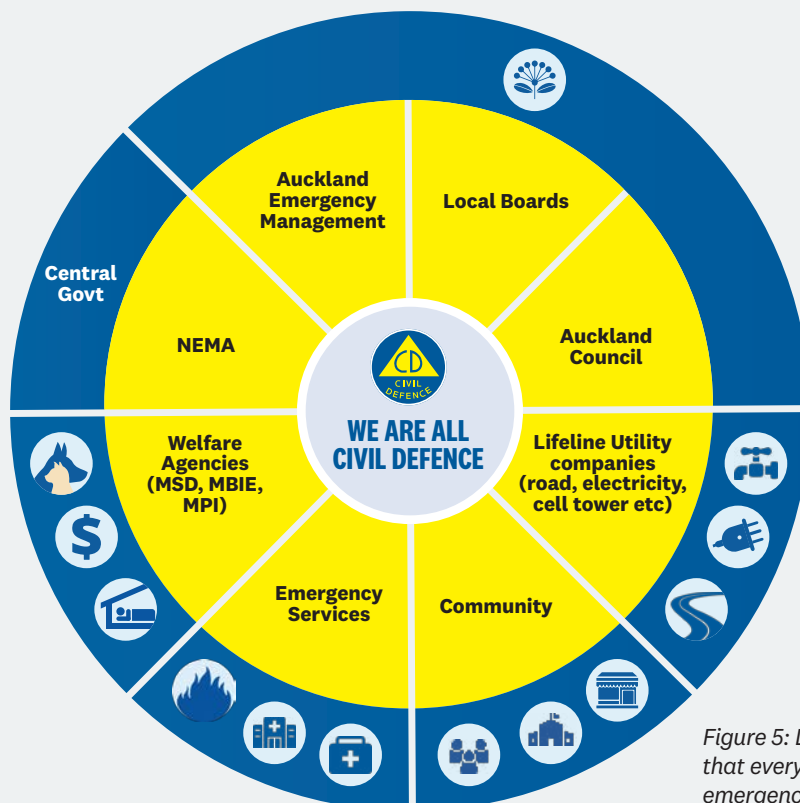 Auckland
Emergency
Management
Local Boards
Central
Govt
NEMA
Auckland
Council
CD
CIVIL
DEFENCE
WE ARE ALL
CIVIL DEFENCE
Welfare
Agencies
(MSD, MBIE,
MPI)
Lifeline Utility
companies
(road, electricity,
cell tower etc)
$
Emergency
Services
Community
Figure 5:
that every